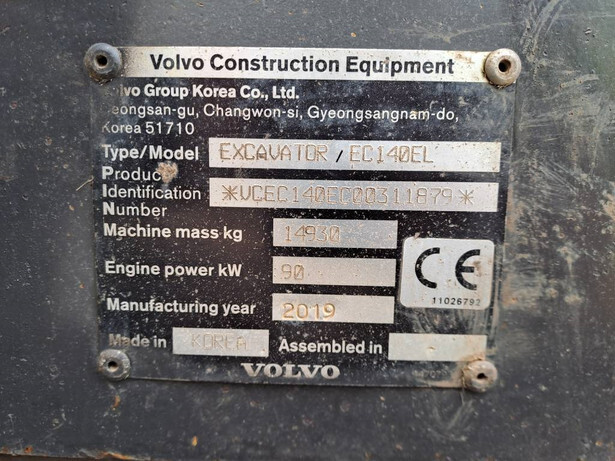 Volvo Construction Equipment
olvo Group Korea Co., Ltd.
eongsan-gu, Changwon-si, Gyeongsangnam-do,
Korea 51710
Type/Model EXCAVATOR / EC140EL
Product
Identification *VCEC140EC00311879*
Number
Machine mass kg 14930
Engine power kW 90
CE
11026792
Manufacturing year 2019
Made in KOREA Assembled in -
VOLVO